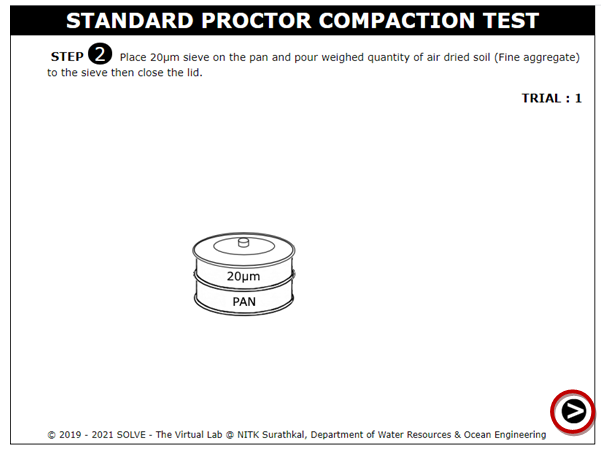 STANDARD PROCTOR COMPACTION TEST
STEP 2 Place 20μm sieve on the pan and pour weighed quantity of air dried soil (Fine aggregate)
to the sieve then close the lid.
TRIAL : 1
20μm
PAN
© 2019 - 2021 SOLVE - The Virtual Lab @ NITK Surathkal, Department of Water Resources & Ocean Engineering